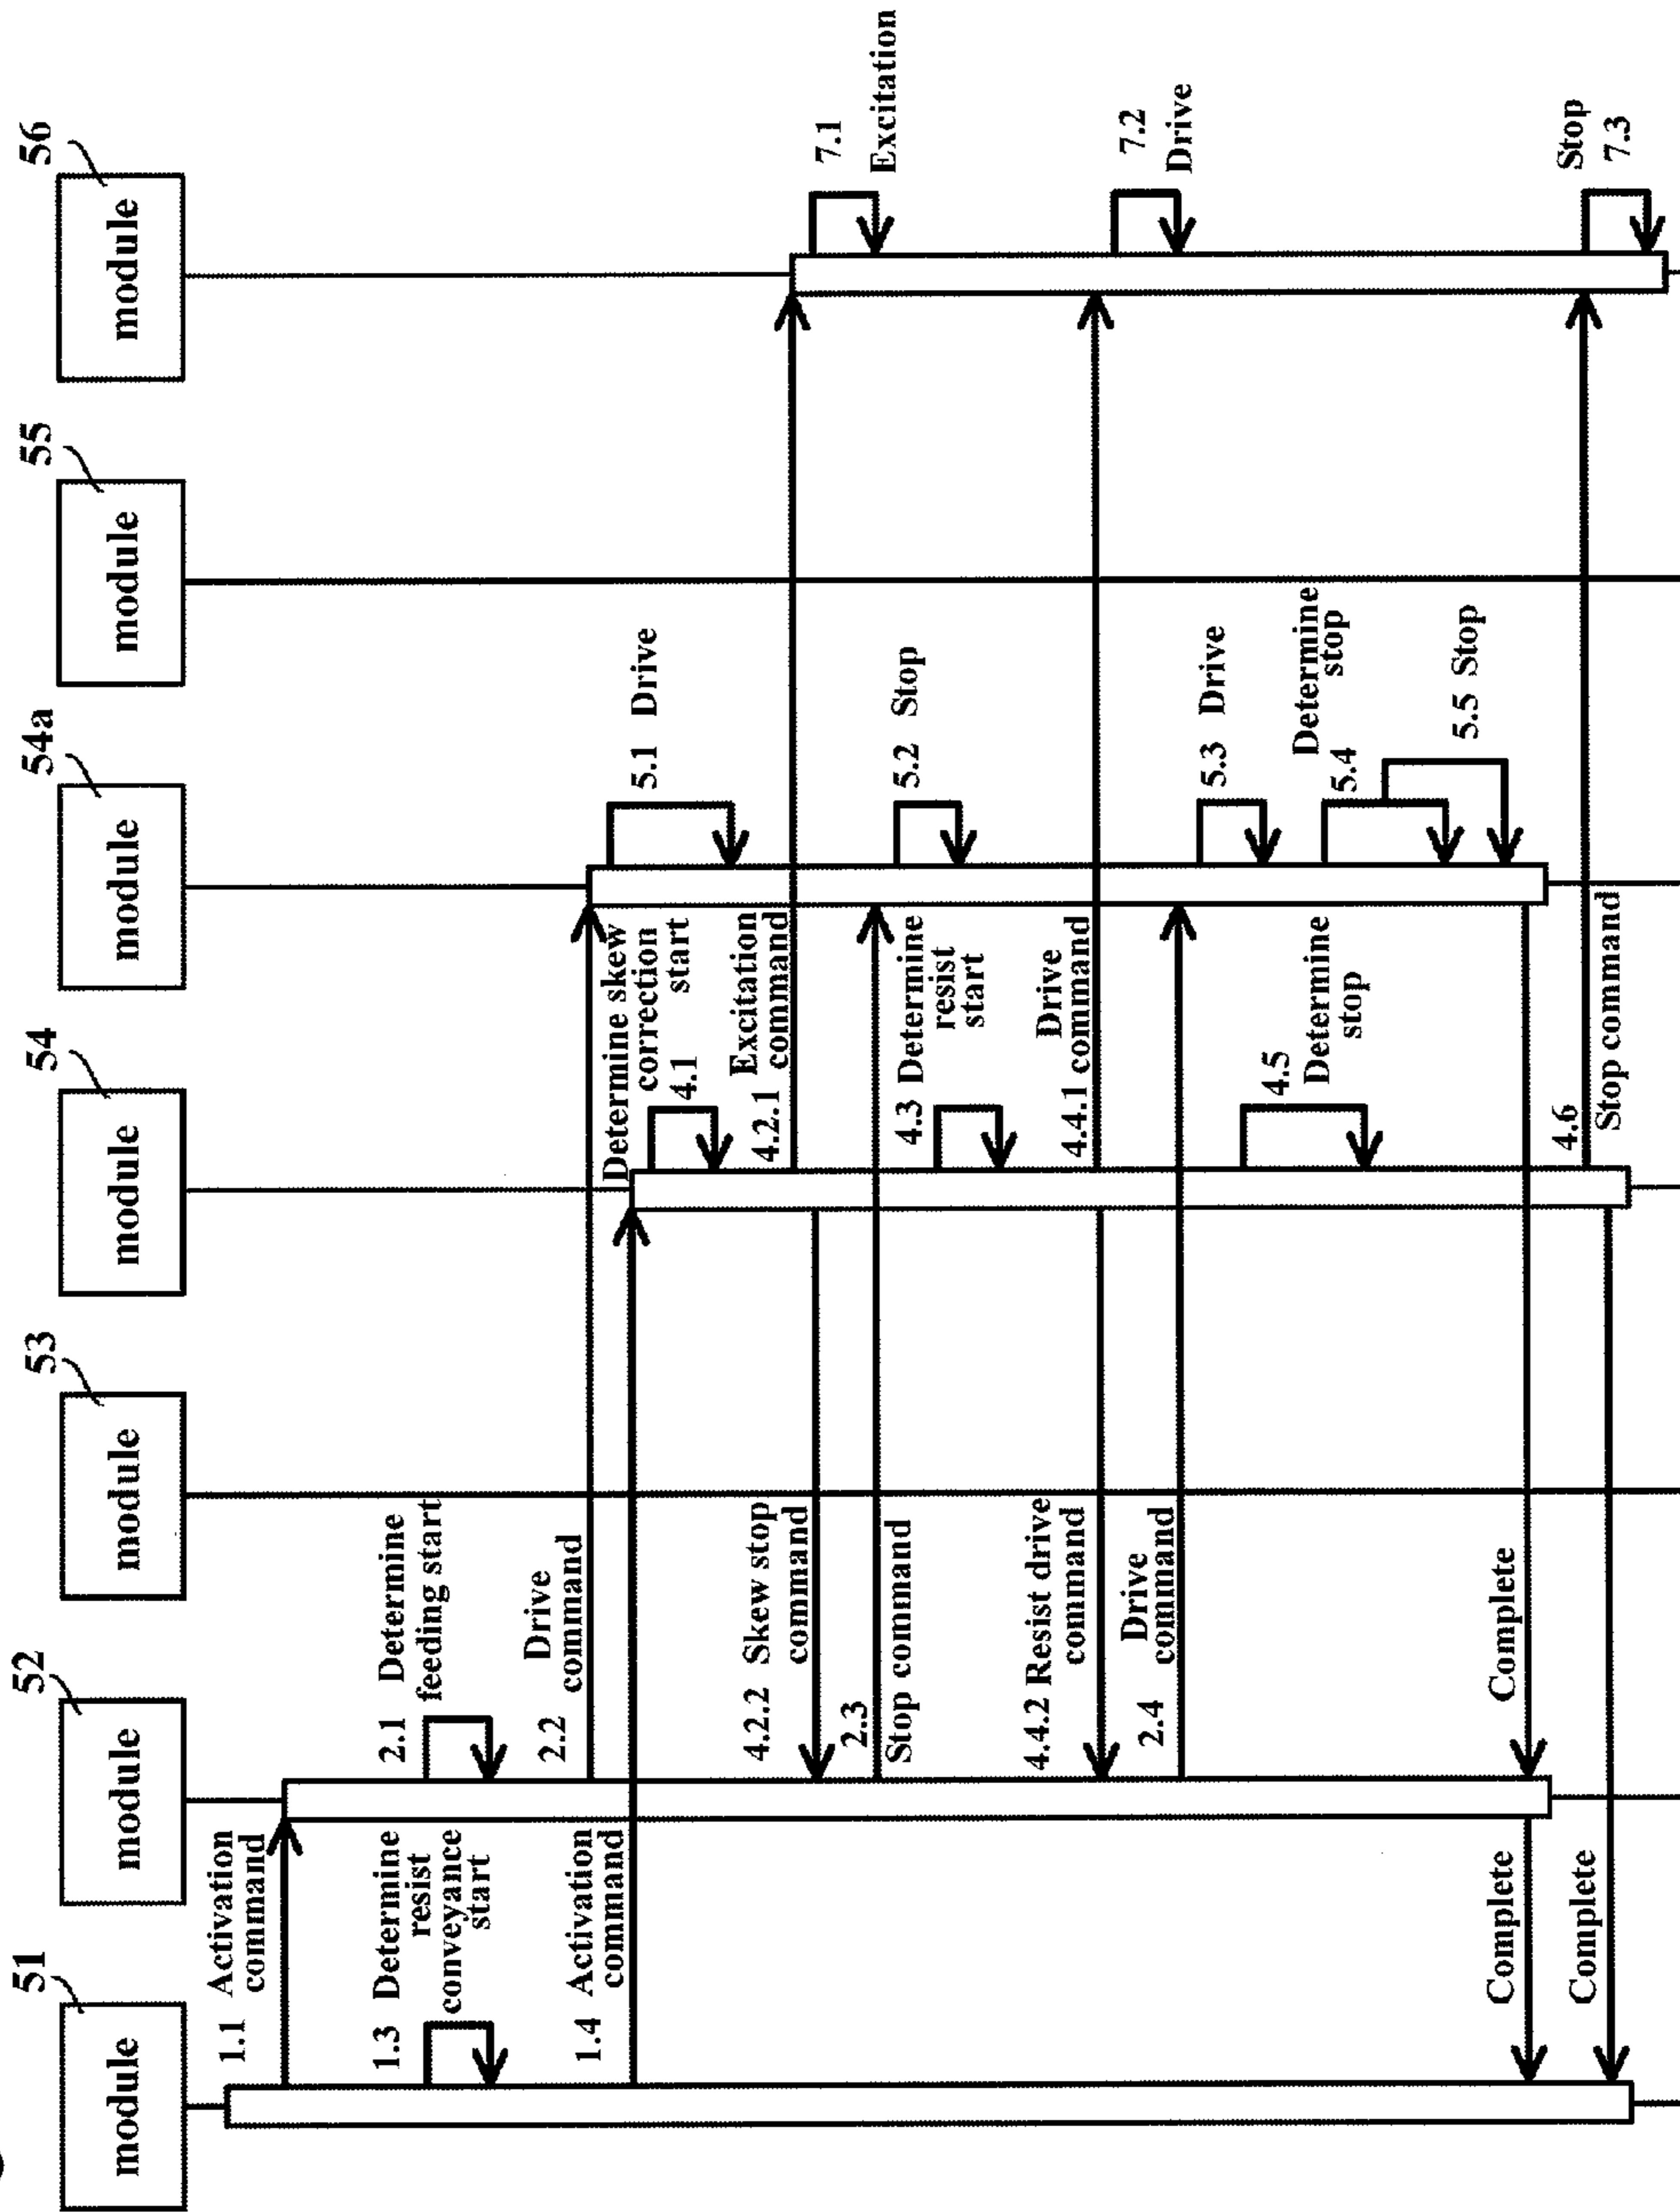 51
module
52
module
53
module
54
module
54a
module
55
module
56
module
1.1 Activation
command
1.3 Determine
resist
conveyance
start
2.1 Determine
feeding start
2.2 Drive
command
1.4 Activation
command
5.1 Drive
Determine skew
correction
4.1 start
4.2.1 Excitation
command
7.1
Excitation
4.2.2 Skew stop
command
2.3
Stop command
5.2 Stop
4.3 Determine
resist
start
Drive
4.4.1 command
7.2
Drive
4.4.2 Resist drive
command
2.4 Drive
command
5.3 Drive
4.5
Determine
stop
Determine
stop
5.4
5.5 Stop
Complete
Complete
4.6
Stop command
Stop
7.3
Complete